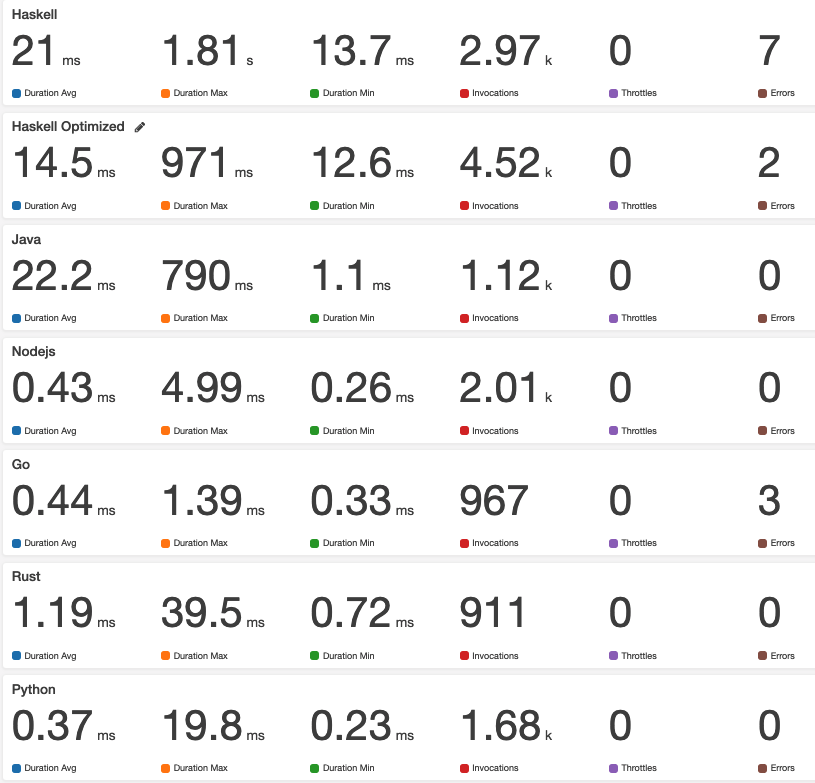 Haskell
21 ms 1.81 s 13.7 ms 2.97 k 0 7
Duration Avg Duration Max Duration Min Invocations Throttles Errors
Haskell Optimized
14.5 ms 971 ms 12.6 ms 4.52 k 0 2
Duration Avg Duration Max Duration Min Invocations Throttles Errors
Java
22.2 ms 790 ms 1.1 ms 1.12 k 0 0
Duration Avg Duration Max Duration Min Invocations Throttles Errors
Nodejs
0.43 ms 4.99 ms 0.26 ms 2.01 k 0 0
Duration Avg Duration Max Duration Min Invocations Throttles Errors
Go
0.44 ms 1.39 ms 0.33 ms 967 0 3
Duration Avg Duration Max Duration Min Invocations Throttles Errors
Rust
1.19 ms 39.5 ms 0.72 ms 911 0 0
Duration Avg Duration Max Duration Min Invocations Throttles Errors
Python
0.37 ms 19.8 ms 0.23 ms 1.68 k 0 0
Duration Avg Duration Max Duration Min Invocations Throttles Errors